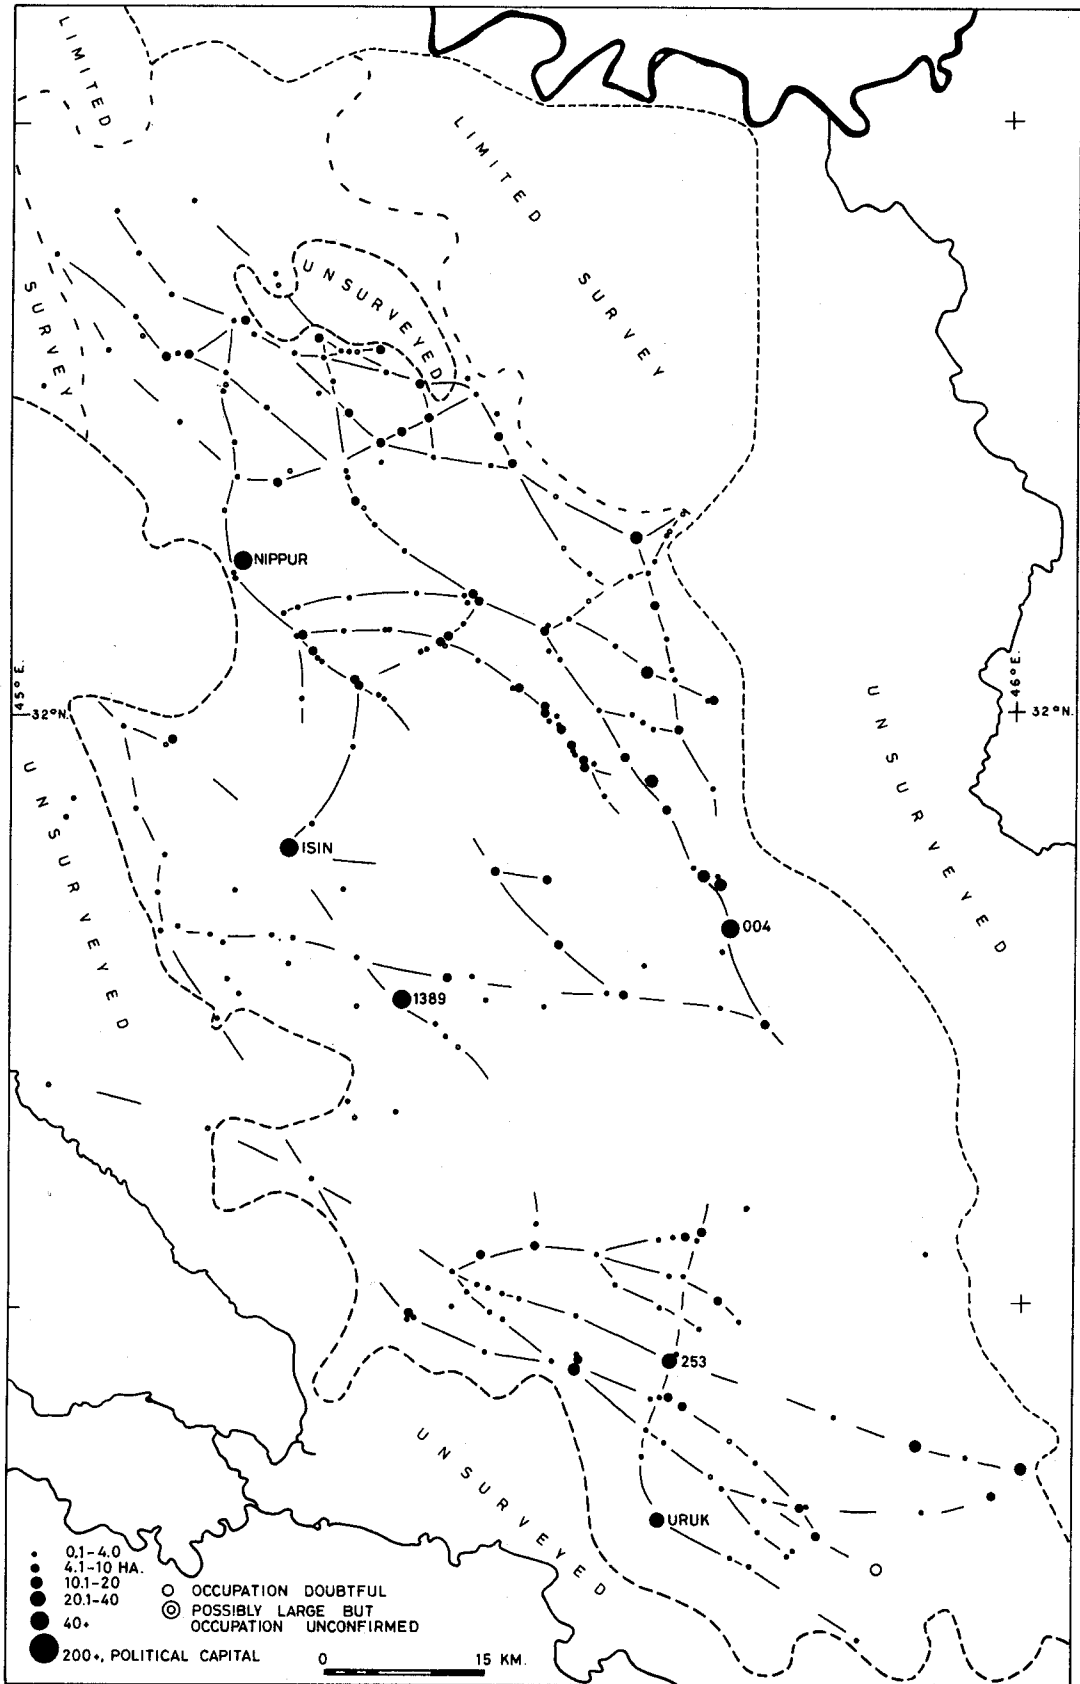 LIMITED
LIMITED
SURVEY
UNSURVEYED
SURVEY
NIPPUR
45° E.
32° N.
46° E.
32° N.
UNSURVEYED
UNSURVEYED
ISIN
004
1389
253
UNSURVEYED
URUK
0.1–4.0
4.1–10 HA.
10.1–20
20.1–40
40+
200+, POLITICAL CAPITAL
OCCUPATION DOUBTFUL
POSSIBLY LARGE BUT
OCCUPATION UNCONFIRMED
0 15 KM.